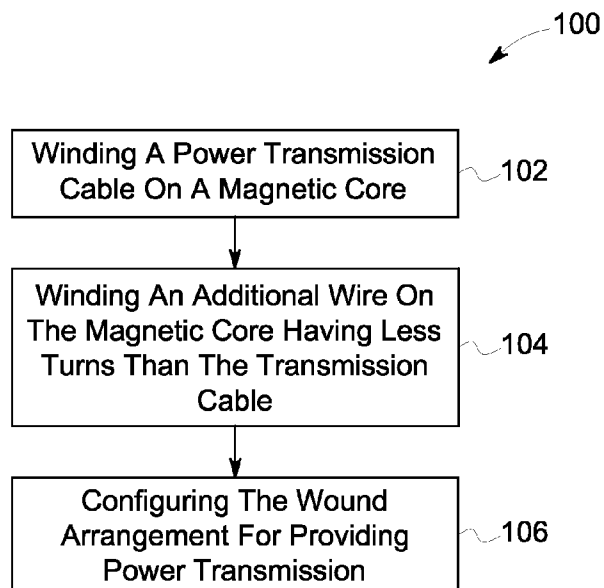 100
Winding A Power Transmission
Cable On A Magnetic Core
102
Winding An Additional Wire On
The Magnetic Core Having Less
Turns Than The Transmission
Cable
104
Configuring The Wound
Arrangement For Providing
Power Transmission
106